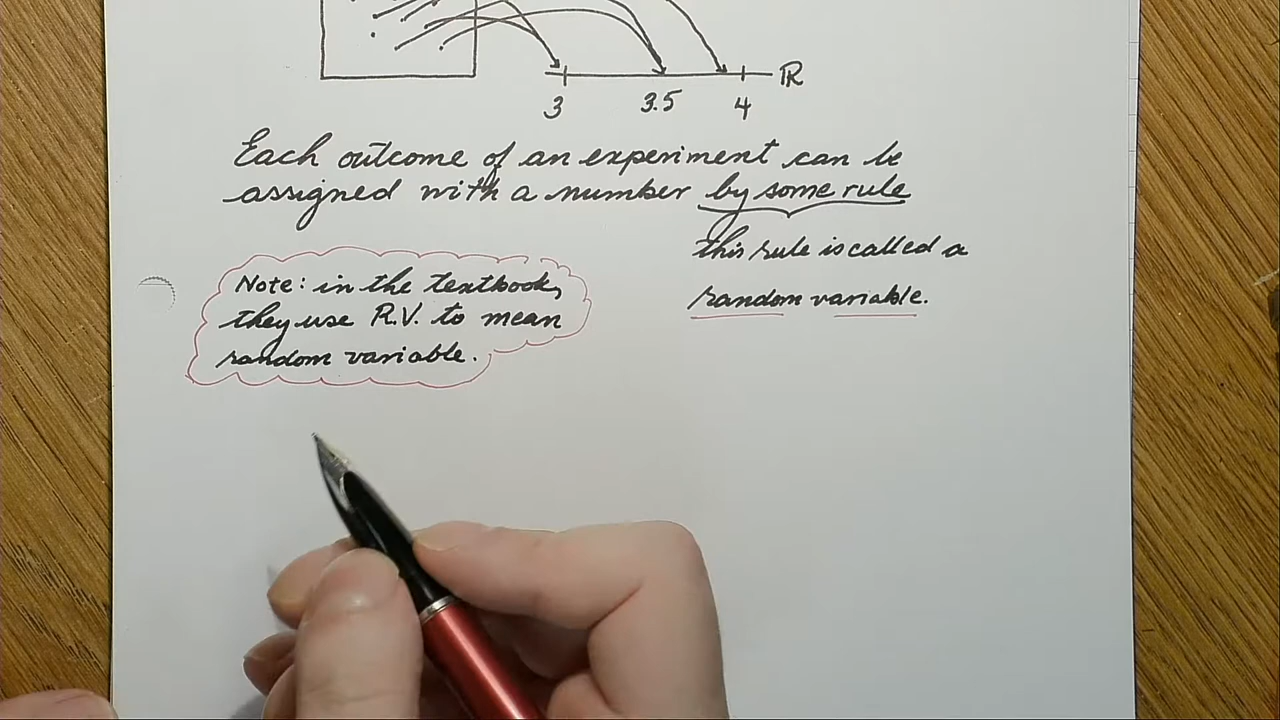 3 3.5 4 ℝ
Each outcome of an experiment can be
assigned with a number by some rule
this rule is called a
random variable.
Note: in the textbook,
they use R.V. to mean
random variable.